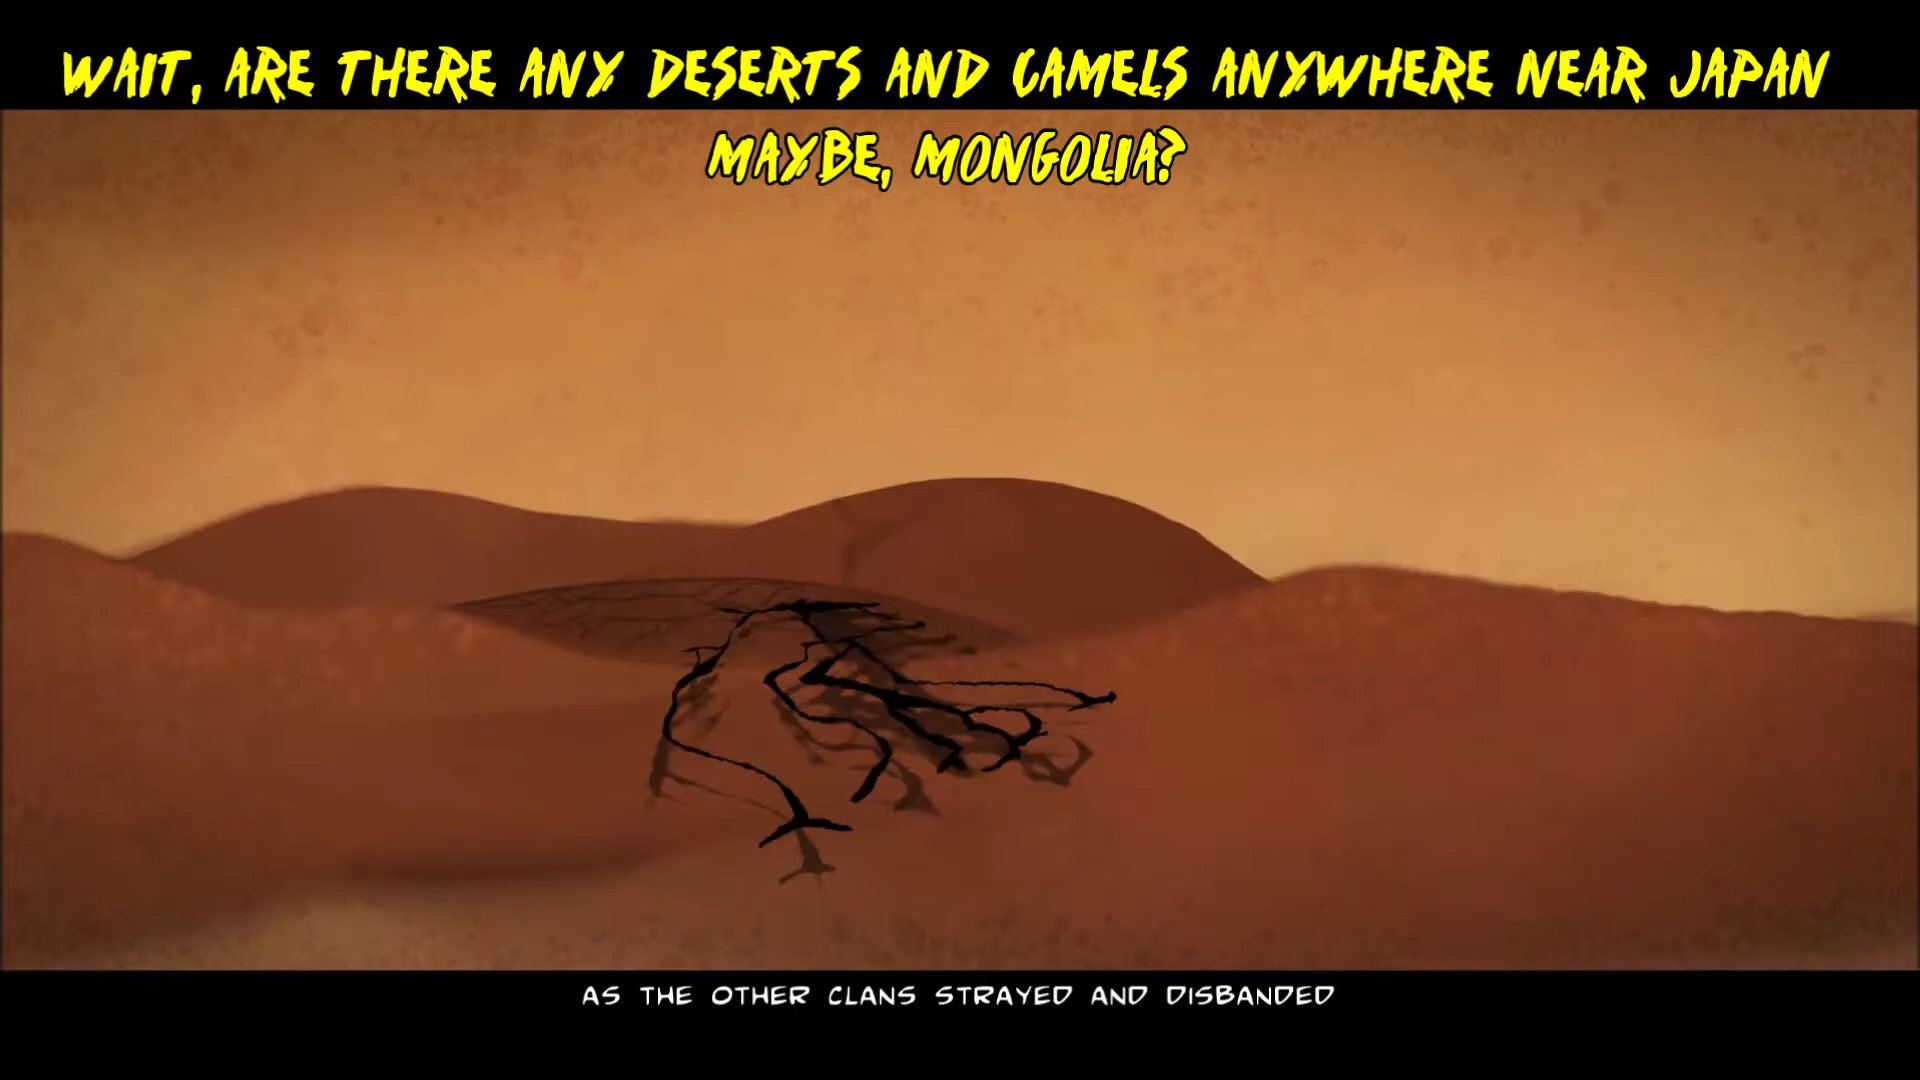 WAIT, ARE THERE ANY DESERTS AND CAMELS ANYWHERE NEAR JAPAN
MAYBE, MONGOLIA?
AS THE OTHER CLANS STRAYED AND DISBANDED